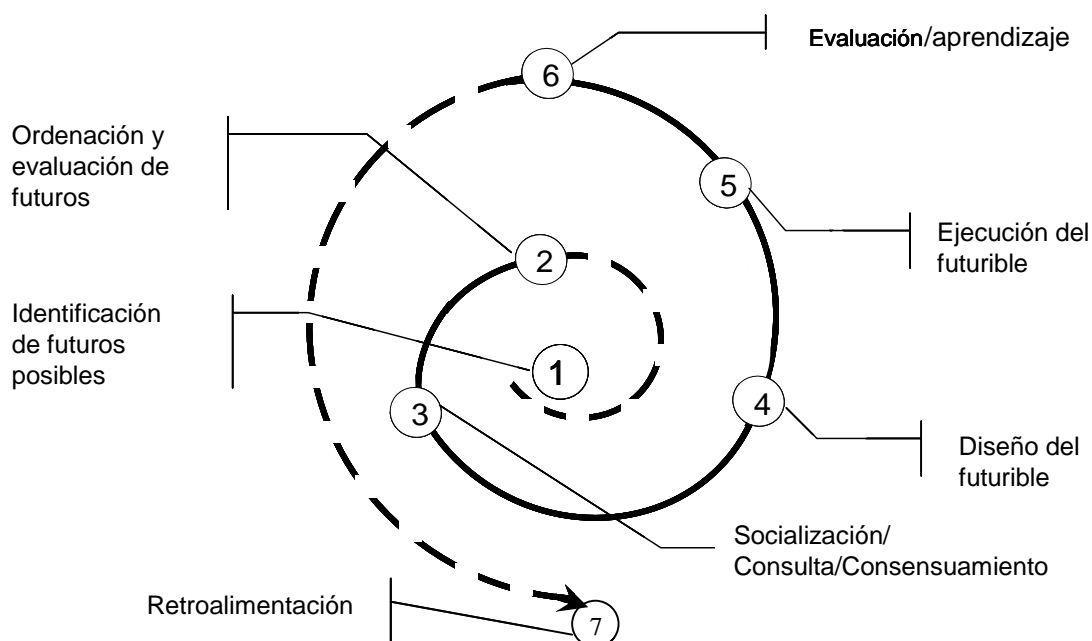 Evaluación/aprendizaje
6
Ordenación y
evaluación de
futuros
5
2
Ejecución del
futurible
Identificación
de futuros
posibles
1
3
4
Diseño del
futurible
Socialización/
Consulta/Consensuamiento
Retroalimentación
7